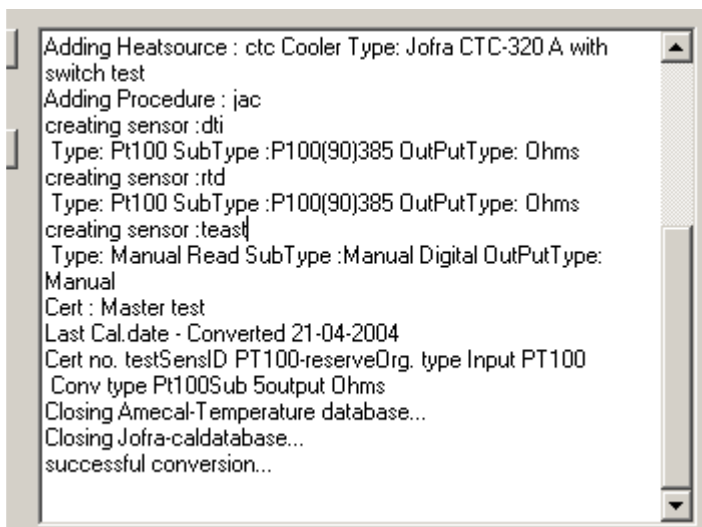 Adding Heatsource : ctc Cooler Type: Jofra CTC-320 A with
switch test
Adding Procedure : jac
creating sensor :dti
Type: Pt100 SubType :P100(90)385 OutPutType: Ohms
creating sensor :rtd
Type: Pt100 SubType :P100(90)385 OutPutType: Ohms
creating sensor :teast
Type: Manual Read SubType :Manual Digital OutPutType:
Manual
Cert : Master test
Last Cal.date - Converted 21-04-2004
Cert no. testSensID PT100-reserveOrg. type Input PT100
Conv type Pt100Sub 5output Ohms
Closing Amecal-Temperature database...
Closing Jofra-caldatabase...
successful conversion...